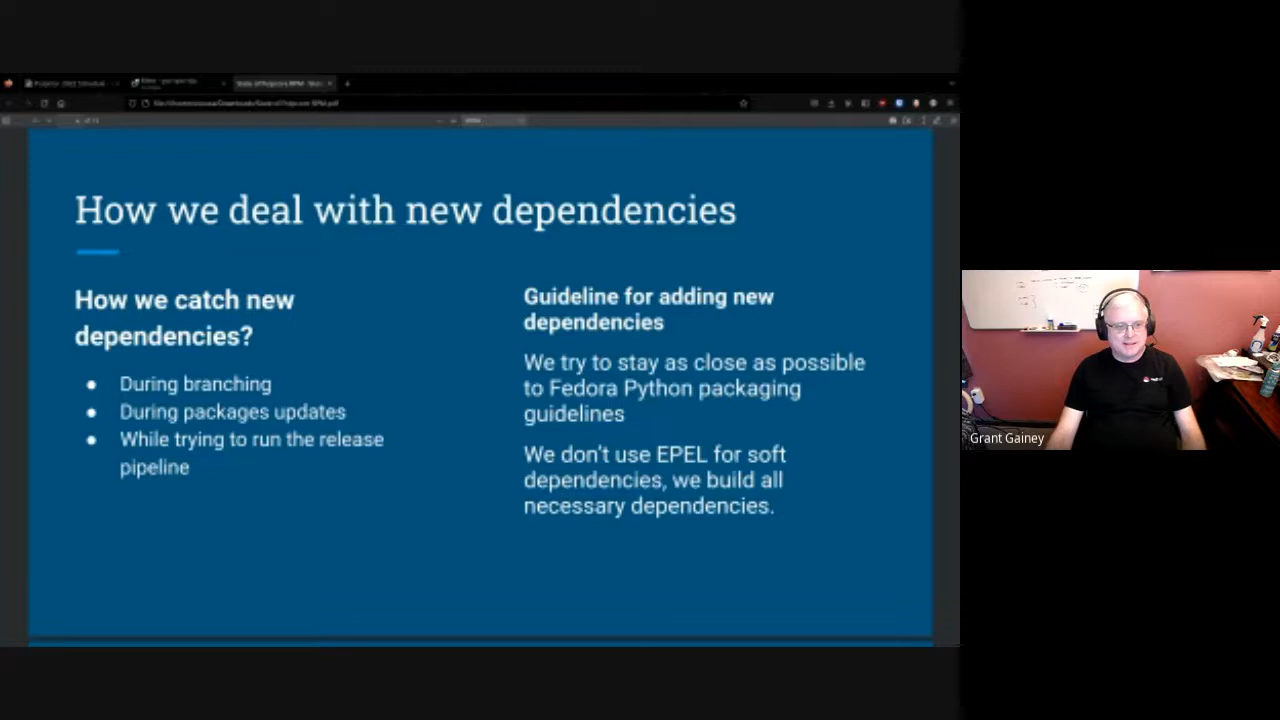 How we deal with new dependencies
How we catch new
dependencies?
● During branching
● During packages updates
● While trying to run the release
pipeline
Guideline for adding new
dependencies
We try to stay as close as possible
to Fedora Python packaging
guidelines
We don't use EPEL for soft
dependencies, we build all
necessary dependencies.
Grant Gainey